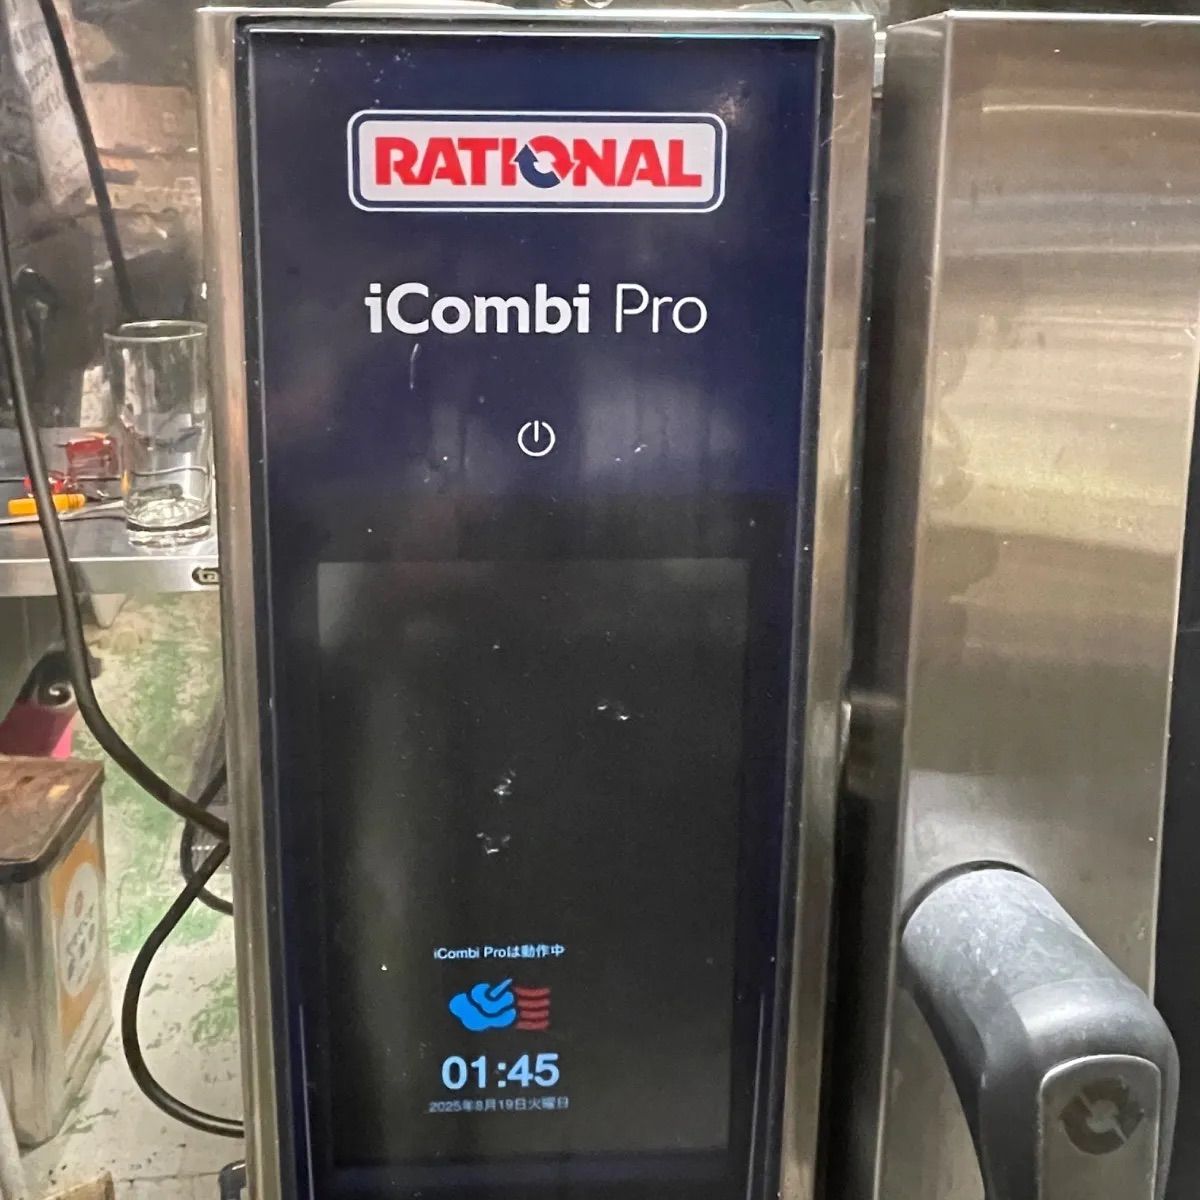 RATIONAL
iCombi Pro
iCombi Proは動作中
01:45
2025年8月19日火曜日